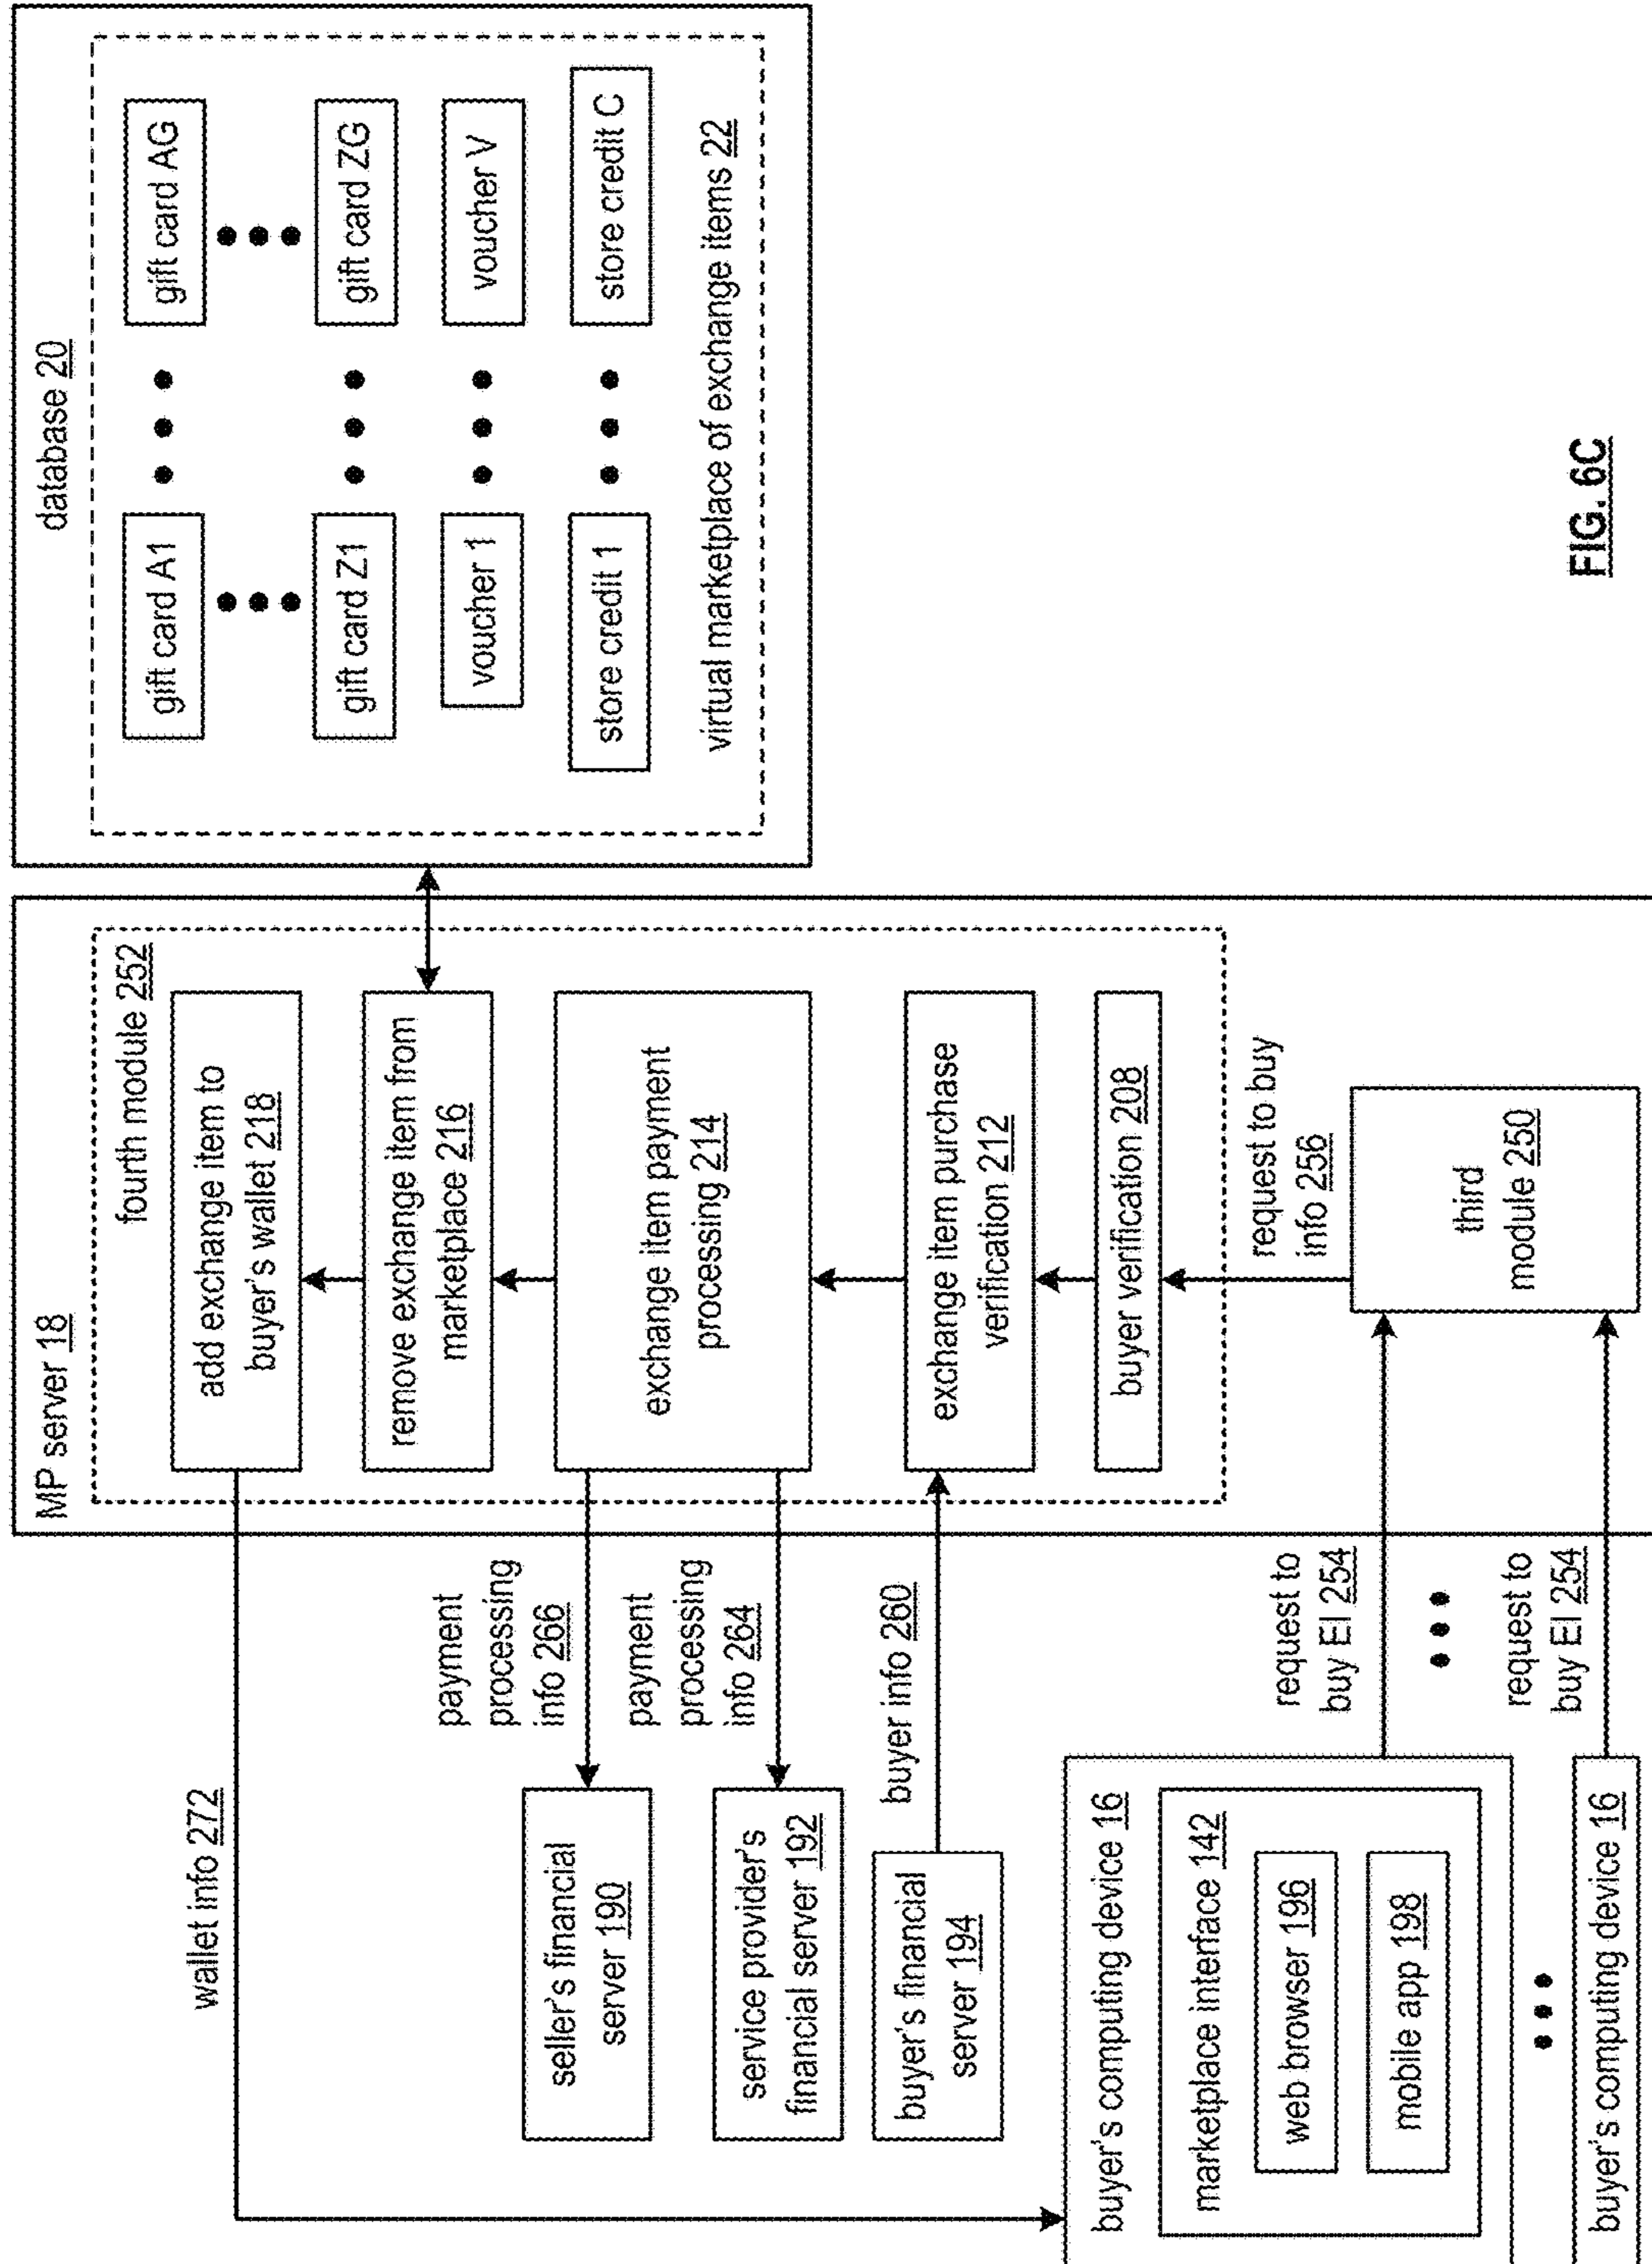 MP server 18
fourth module 252
add exchange item to
buyer's wallet 218
remove exchange item from
marketplace 216
exchange item payment
processing 214
exchange item purchase
verification 212
buyer verification 208
request to buy
info 256
third
module 250
database 20
gift card A1
gift card AG
gift card Z1
gift card ZG
voucher 1
voucher V
store credit 1
store credit C
virtual marketplace of exchange items 22
wallet info 272
payment
processing
info 266
payment
processing
info 264
buyer info 260
seller's financial
server 190
service provider's
financial server 192
buyer's financial
server 194
request to
buy EI 254
request to
buy EI 254
buyer's computing device 16
marketplace interface 142
web browser 196
mobile app 198
buyer's computing device 16
FIG. 6C